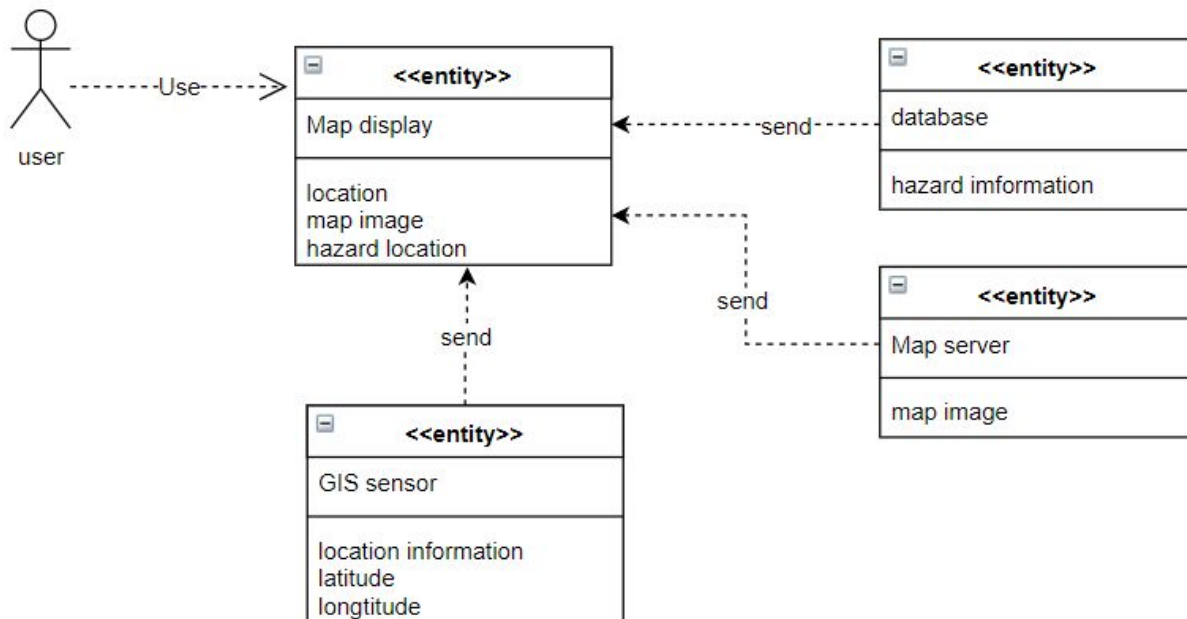 user
Use
<<entity>>
Map display
location
map image
hazard location
send
<<entity>>
database
hazard imformation
send
<<entity>>
Map server
map image
send
<<entity>>
GIS sensor
location information
latitude
longtitude